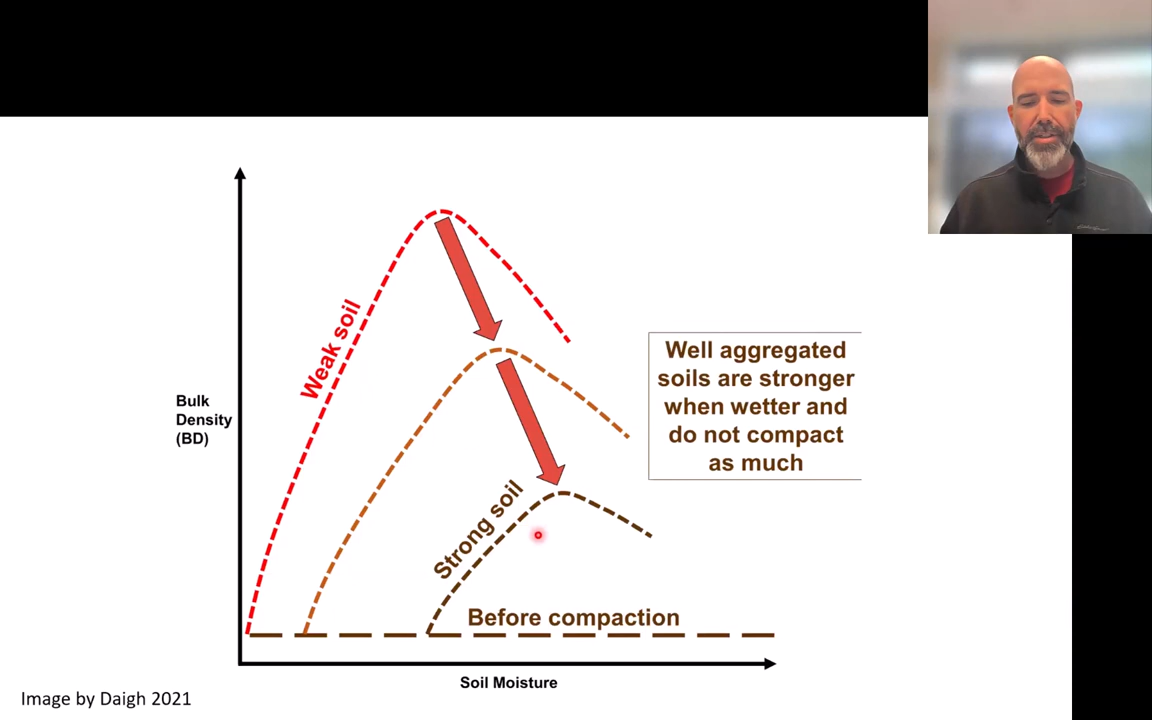 Weak soil
Bulk
Density
(BD)
Well aggregated
soils are stronger
when wetter and
do not compact
as much
Strong soil
Before compaction
Soil Moisture
Image by Daigh 2021